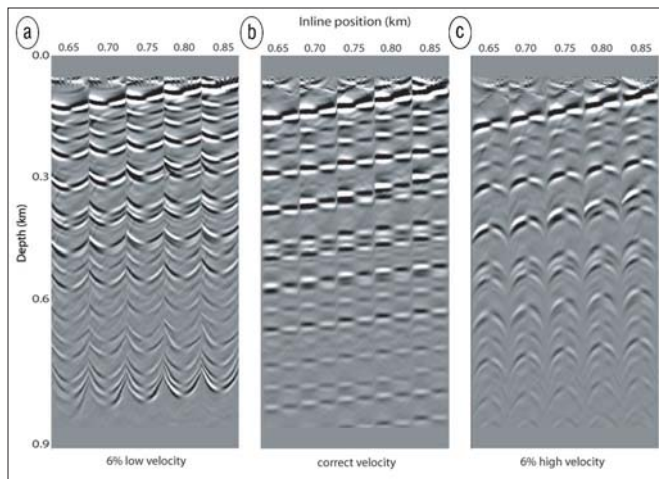 Inline position (km)
a
b
c
0.65 0.70 0.75 0.80 0.85
0.65 0.70 0.75 0.80 0.85
0.65 0.70 0.75 0.80 0.85
0.0
0.3
Depth (km)
0.6
0.9
6% low velocity
correct velocity
6% high velocity